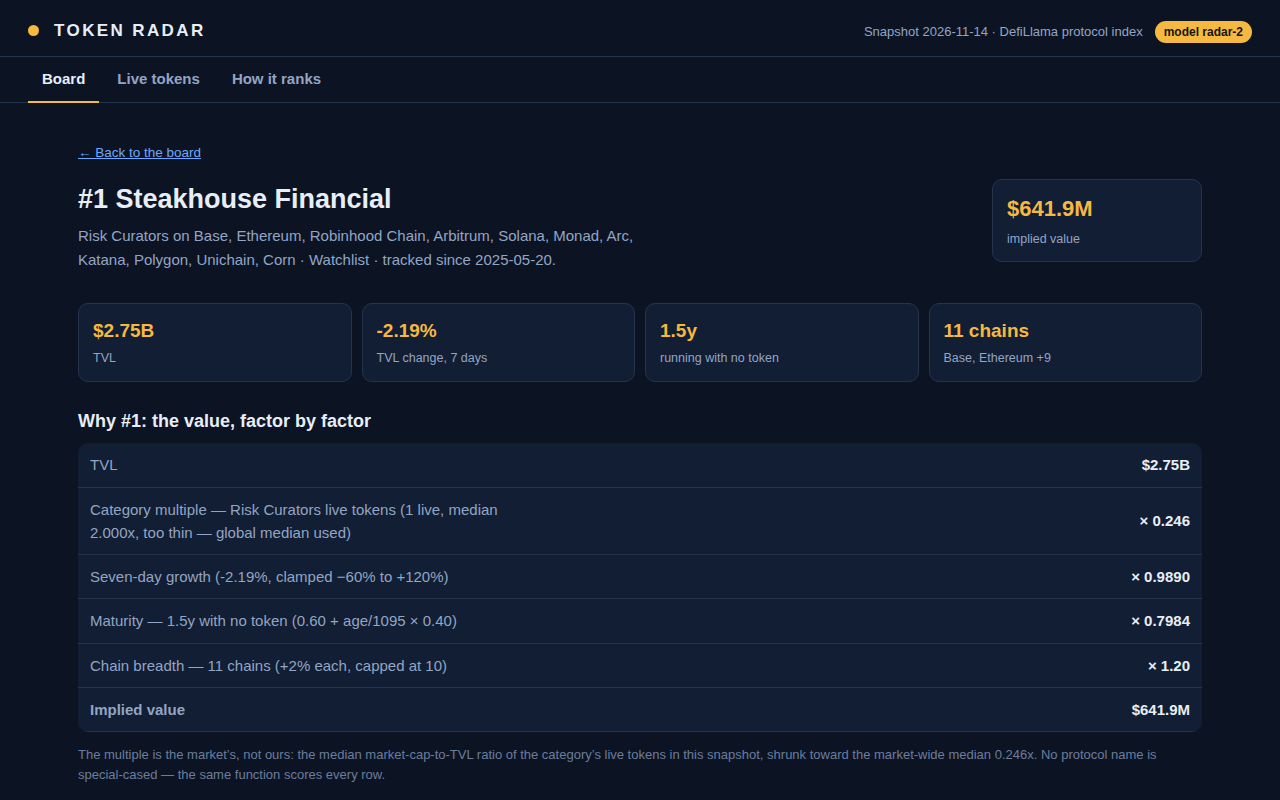 TOKEN RADAR
Snapshot 2026-11-14 · DefiLlama protocol index
model radar-2
Board
Live tokens
How it ranks
← Back to the board
#1 Steakhouse Financial
Risk Curators on Base, Ethereum, Robinhood Chain, Arbitrum, Solana, Monad, Arc,
Katana, Polygon, Unichain, Corn · Watchlist · tracked since 2025-05-20.
$641.9M
implied value
$2.75B
TVL
-2.19%
TVL change, 7 days
1.5y
running with no token
11 chains
Base, Ethereum +9
Why #1: the value, factor by factor
TVL
$2.75B
Category multiple — Risk Curators live tokens (1 live, median
2.000x, too thin — global median used)
× 0.246
Seven-day growth (-2.19%, clamped −60% to +120%)
× 0.9890
Maturity — 1.5y with no token (0.60 + age/1095 × 0.40)
× 0.7984
Chain breadth — 11 chains (+2% each, capped at 10)
× 1.20
Implied value
$641.9M
The multiple is the market’s, not ours: the median market-cap-to-TVL ratio of the category’s live tokens in this snapshot, shrunk toward the market-wide median 0.246x. No protocol name is
special-cased — the same function scores every row.